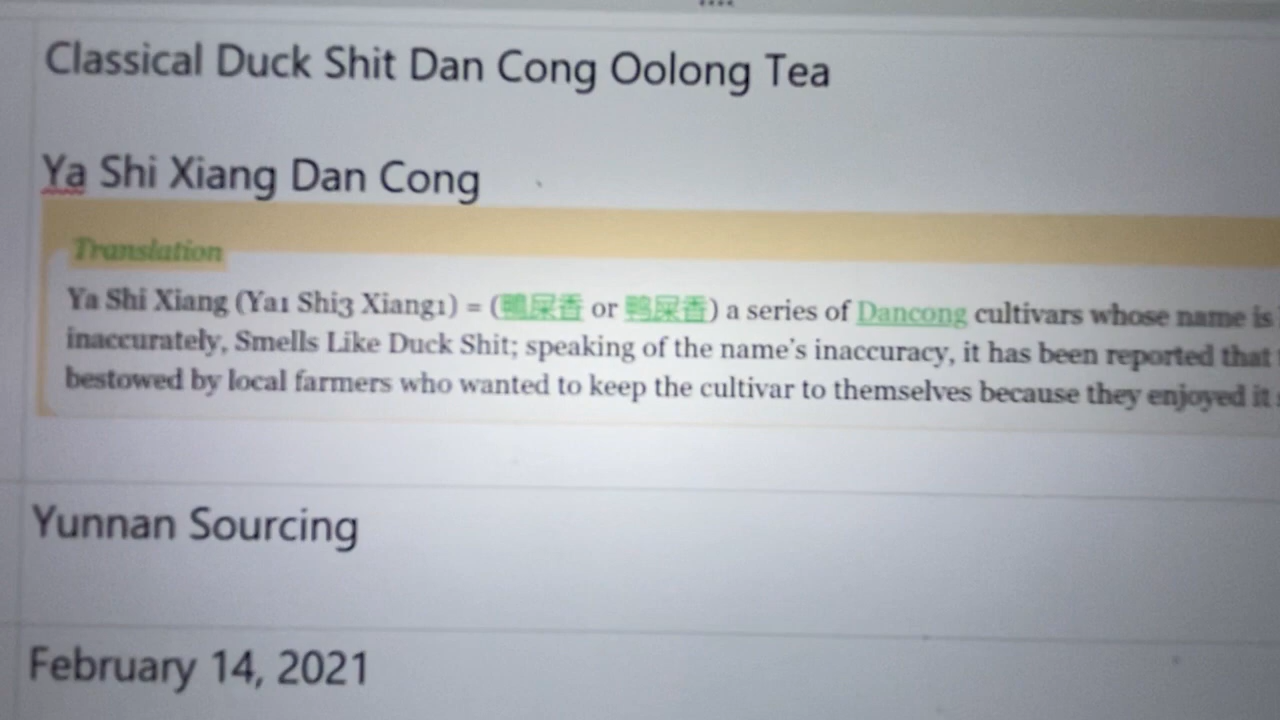 Classical Duck Shit Dan Cong Oolong Tea
Ya Shi Xiang Dan Cong
Translation
Ya Shi Xiang (Ya1 Shi3 Xiang1) = (鴨屎香 or 鸭屎香) a series of Dancong cultivars whose name is
inaccurately, Smells Like Duck Shit; speaking of the name's inaccuracy, it has been reported that
bestowed by local farmers who wanted to keep the cultivar to themselves because they enjoyed it
Yunnan Sourcing
February 14, 2021